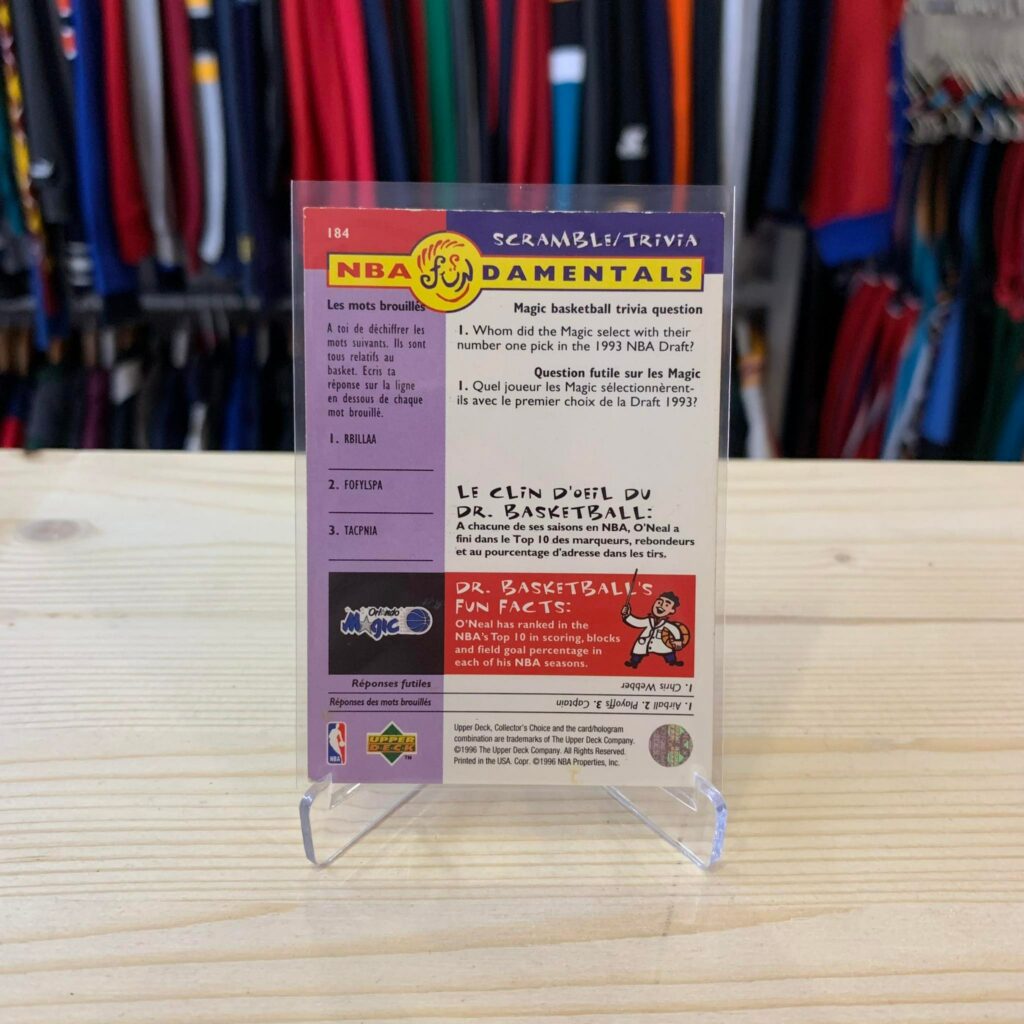 184
SCRAMBLE/TRIVIA
NBA FUN DAMENTALS
Les mots brouillés
A toi de déchiffrer les
mots suivants. Ils sont
tous relatifs au
basket. Ecris ta
réponse sur la ligne
en dessous de chaque
mot brouillé.
1. RBILLAA
2. FOFYLSPA
3. TACPNIA
Magic basketball trivia question
1. Whom did the Magic select with their
number one pick in the 1993 NBA Draft?
Question futile sur les Magic
1. Quel joueur les Magic sélectionnèrent-
ils avec le premier choix de la Draft 1993?
LE CLIN D'OEIL DU
DR. BASKETBALL:
A chacune de ses saisons en NBA, O'Neal a
fini dans le Top 10 des marqueurs, rebondeurs
et au pourcentage d'adresse dans les tirs.
Orlando
Magic
DR. BASKETBALL'S
FUN FACTS:
O'Neal has ranked in the
NBA's Top 10 in scoring, blocks
and field goal percentage in
each of his NBA seasons.
Réponses futiles
1. Chris Webber
Réponses des mots brouillés
1. Airball 2. Playoffs 3. Captain
NBA
UPPER
DECK
TM
Upper Deck, Collector's Choice and the card/hologram
combination are trademarks of The Upper Deck Company.
©1996 The Upper Deck Company. All Rights Reserved.
Printed in the USA. Copr. ©1996 NBA Properties, Inc.